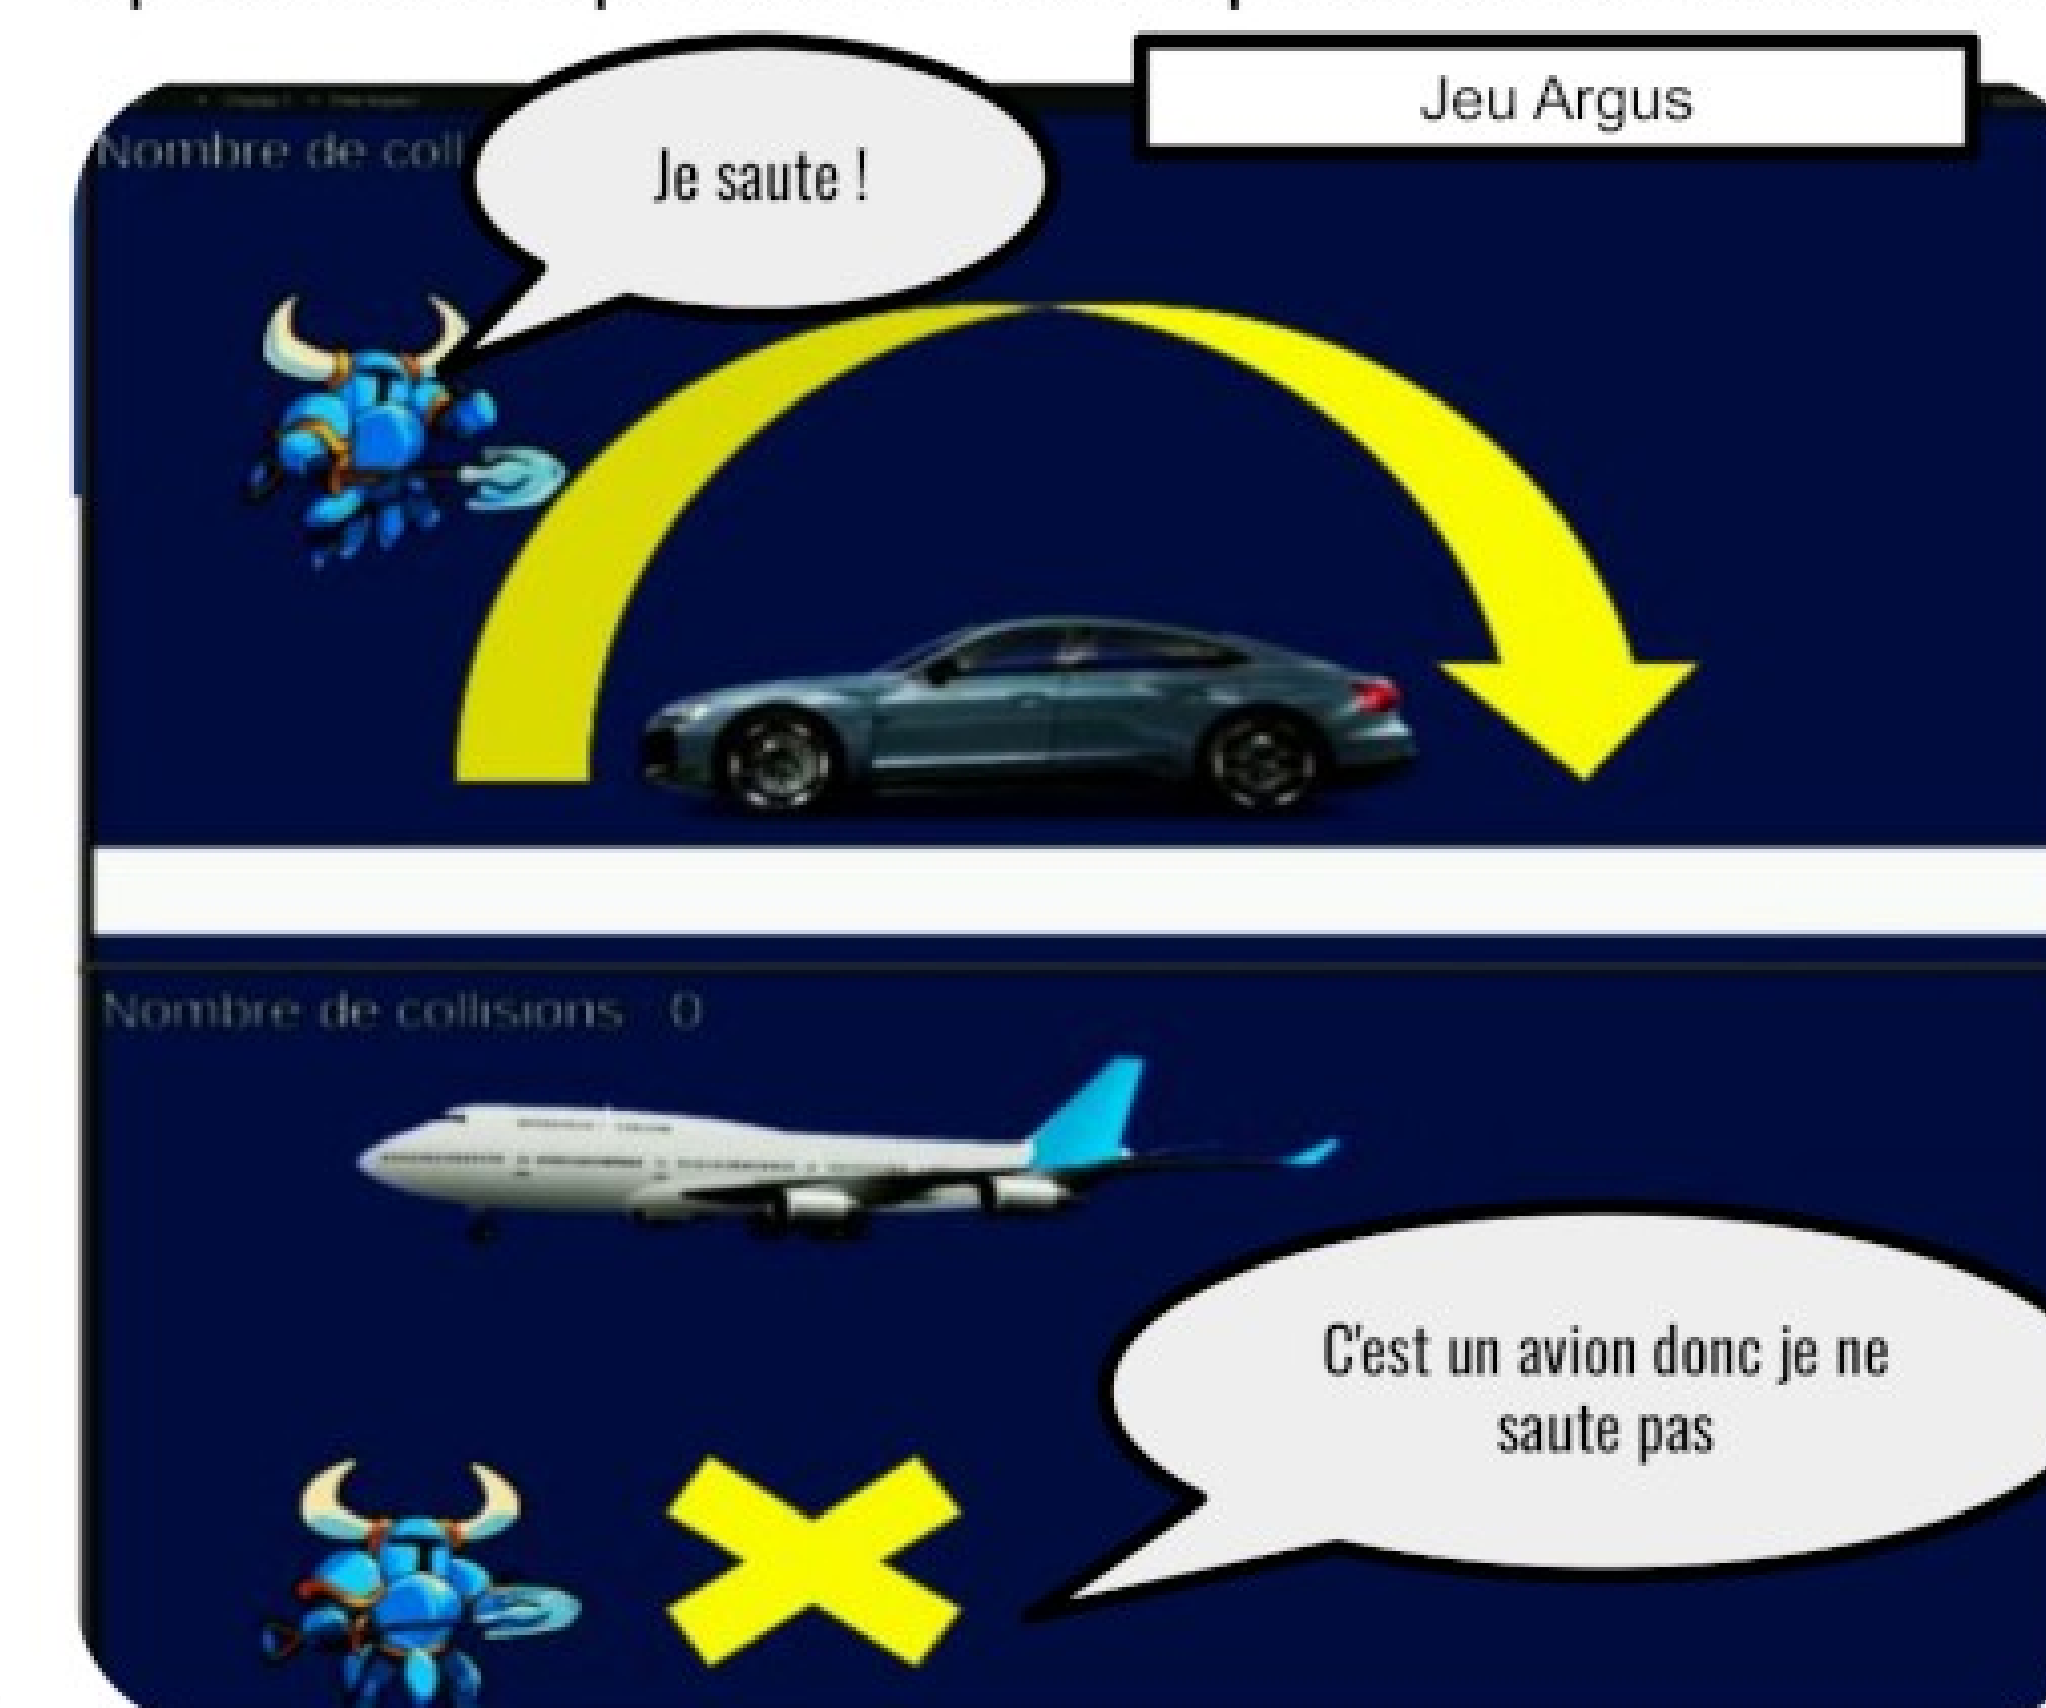 Jeu Argus
Je saute !
Nombre de coll
Nombre de collisions 0
C'est un avion donc je ne
saute pas